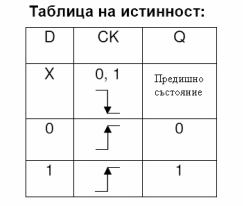 Таблица на истинност:
D CK Q
X 0, 1 Предишно
състояние
0 0
1 1